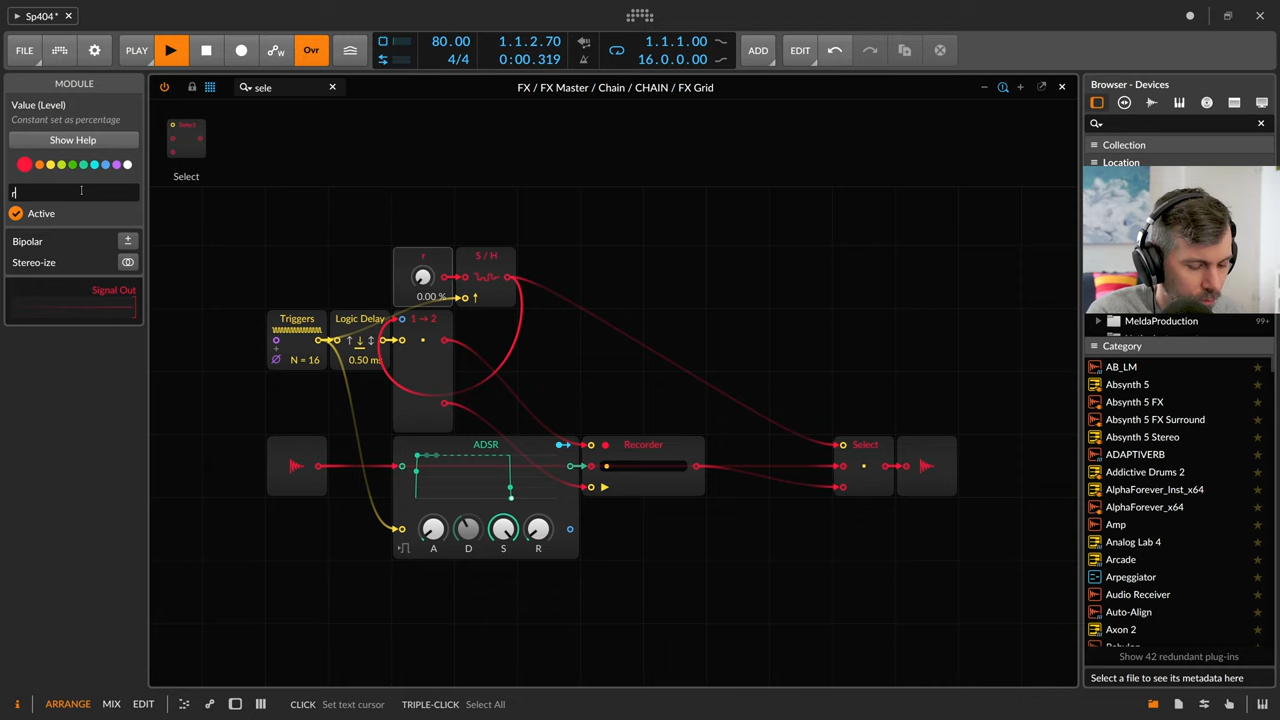 Sp404*
FILE
PLAY
Ovr
80.00
4/4
1.1.2.70
0:00.319
1.1.1.00
16.0.0.00
ADD
EDIT
MODULE
Value (Level)
Constant set as percentage
Show Help
r
Active
Bipolar
Stereo-ize
Signal Out
sele
FX / FX Master / Chain / CHAIN / FX Grid
Select
Select
r
0.00 %
S / H
Triggers
N = 16
Logic Delay
0.50 ms
1 → 2
ADSR
A D S R
Recorder
Select
Browser - Devices
Collection
Location
MeldaProduction 99+
Category
AB_LM
Absynth 5
Absynth 5 FX
Absynth 5 FX Surround
Absynth 5 Stereo
ADAPTIVERB
Addictive Drums 2
AlphaForever_Inst_x64
AlphaForever_x64
Amp
Analog Lab 4
Arcade
Arpeggiator
Audio Receiver
Auto-Align
Axon 2
Show 42 redundant plug-ins
Select a file to see its metadata here
ARRANGE MIX EDIT
CLICK Set text cursor TRIPLE-CLICK Select All